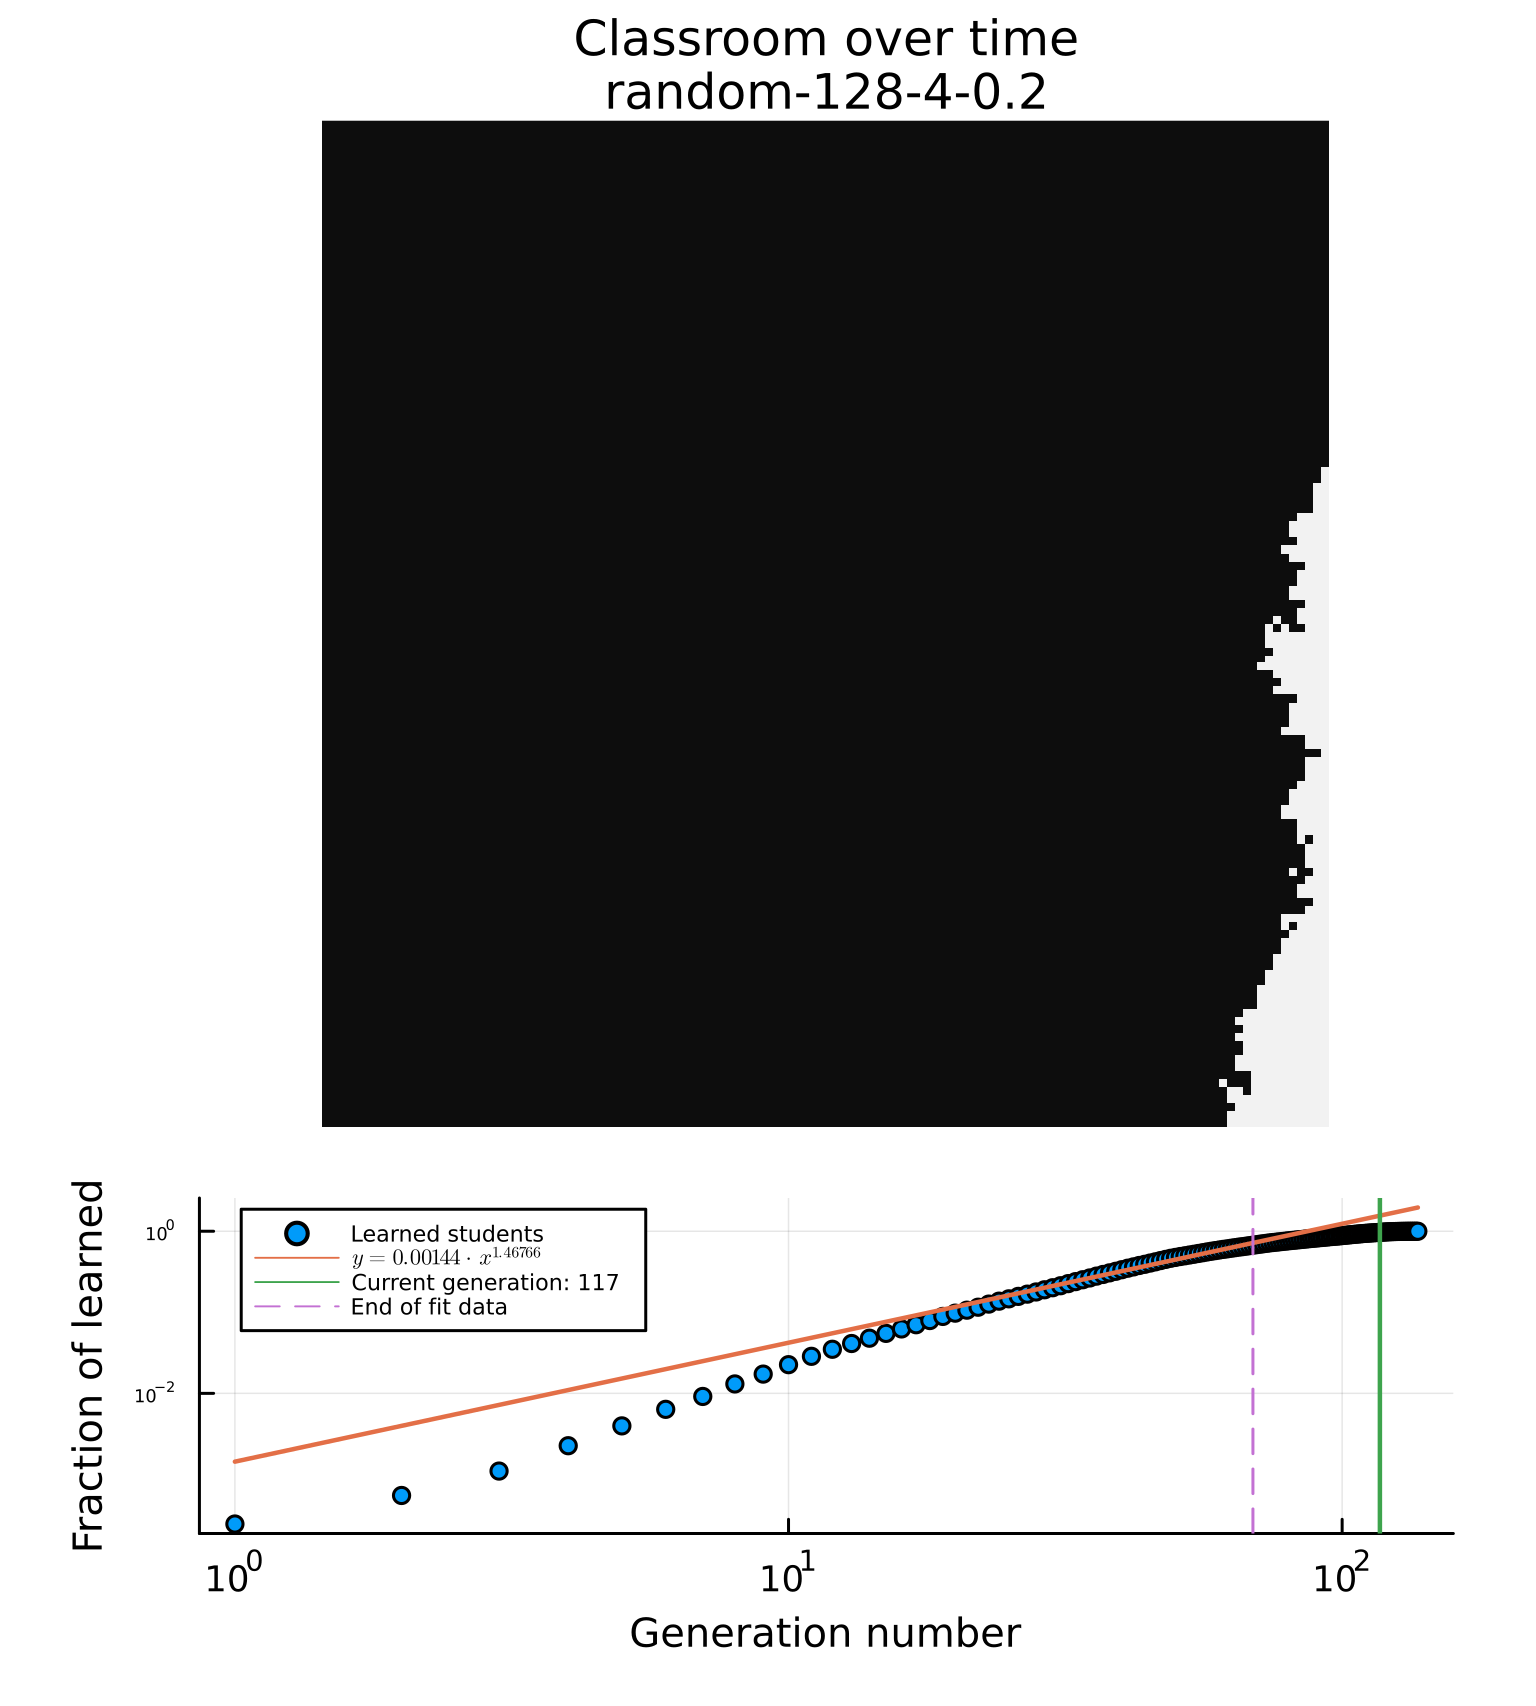 Classroom over time
random-128-4-0.2
Fraction of learned
10^0
10^{-2}
Learned students
y = 0.00144 · x^{1.46766}
Current generation: 117
End of fit data
10^0
10^1
10^2
Generation number